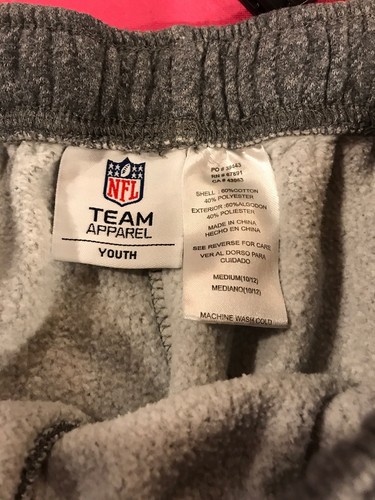 NFL
TEAM
APPAREL
YOUTH
SHELL : 60%COTTON
40% POLYESTER
EXTERIOR :60%ALGODON
40% POLIESTER
MADE IN CHINA
HECHO EN CHINA
SEE REVERSE FOR CARE
VER AL DORSO PARA
CUIDADO
MEDIUM(10/12)
MEDIANO(10/12)
MACHINE WASH COLD